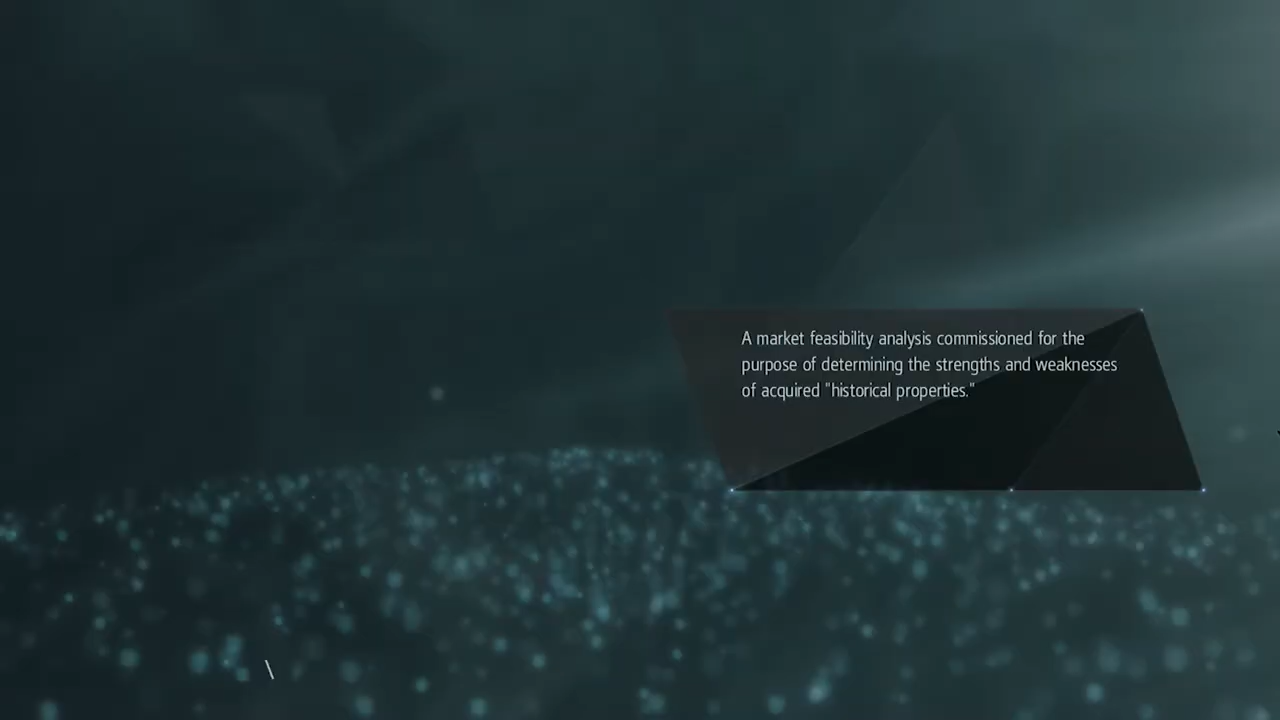 A market feasibility analysis commissioned for the
purpose of determining the strengths and weaknesses
of acquired "historical properties."